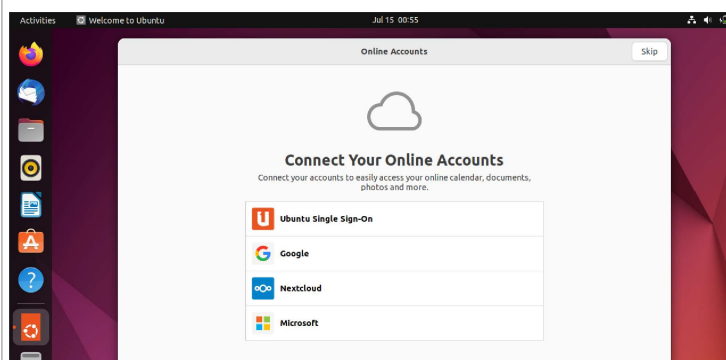 Activities
Welcome to Ubuntu
Jul 15 00:55
Online Accounts
Skip
Connect Your Online Accounts
Connect your accounts to easily access your online calendar, documents,
photos and more.
Ubuntu Single Sign-On
Google
Nextcloud
Microsoft